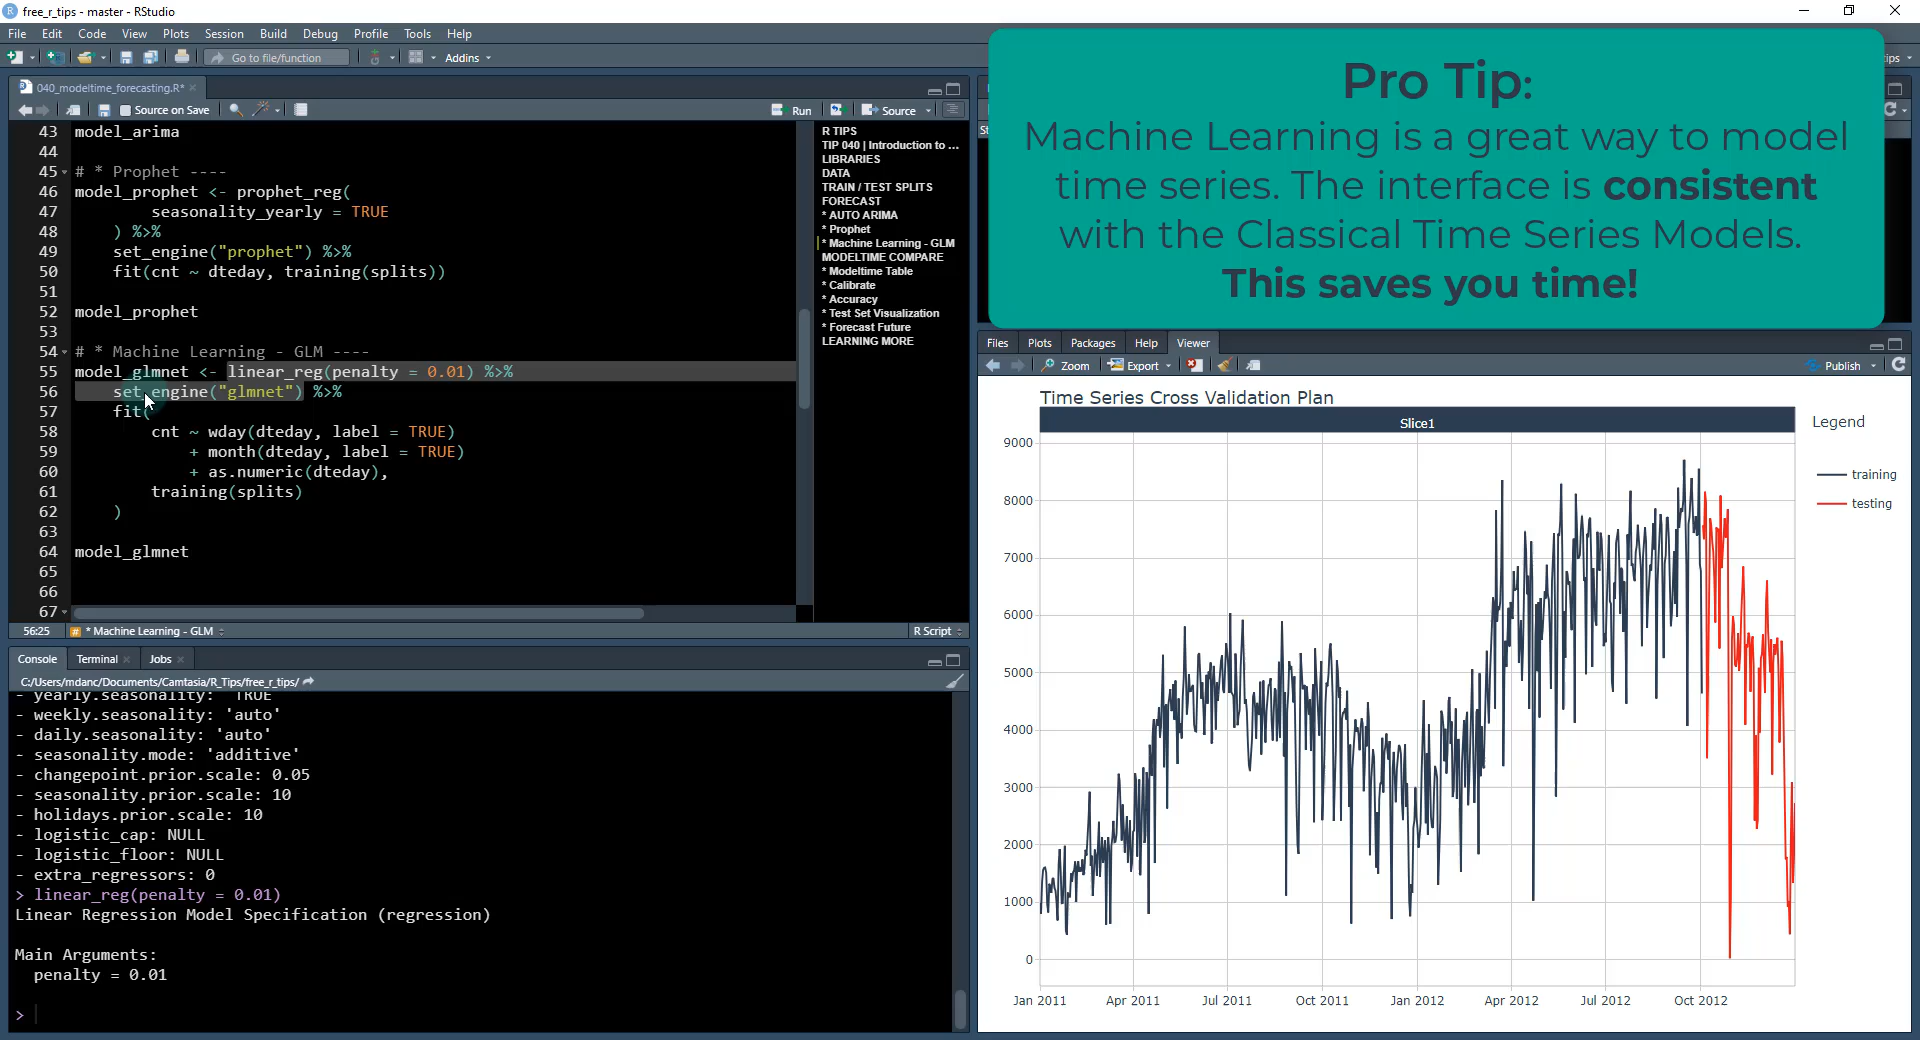 free_r_tips - master - RStudio
File Edit Code View Plots Session Build Debug Profile Tools Help
Go to file/function Addins
040_modeltime_forecasting.R*
Source on Save Run Source
43 model_arima
44
45 # * Prophet ----
46 model_prophet <- prophet_reg(
47 seasonality_yearly = TRUE
48 ) %>%
49 set_engine("prophet") %>%
50 fit(cnt ~ dteday, training(splits))
51
52 model_prophet
53
54 # * Machine Learning - GLM ----
55 model_glmnet <- linear_reg(penalty = 0.01) %>%
56 set_engine("glmnet") %>%
57 fit(
58 cnt ~ wday(dteday, label = TRUE)
59 + month(dteday, label = TRUE)
60 + as.numeric(dteday),
61 training(splits)
62 )
63
64 model_glmnet
65
66
67
56:25 * Machine Learning - GLM R Script
R TIPS
TIP 040 | Introduction to ...
LIBRARIES
DATA
TRAIN / TEST SPLITS
FORECAST
* AUTO ARIMA
* Prophet
* Machine Learning - GLM
MODELTIME COMPARE
* Modeltime Table
* Calibrate
* Accuracy
* Test Set Visualization
* Forecast Future
LEARNING MORE
Console Terminal Jobs
C:/Users/mdanc/Documents/Camtasia/R_Tips/free_r_tips/
- yearly.seasonality: 'TRUE'
- weekly.seasonality: 'auto'
- daily.seasonality: 'auto'
- seasonality.mode: 'additive'
- changepoint.prior.scale: 0.05
- seasonality.prior.scale: 10
- holidays.prior.scale: 10
- logistic_cap: NULL
- logistic_floor: NULL
- extra_regressors: 0
> linear_reg(penalty = 0.01)
Linear Regression Model Specification (regression)
Main Arguments:
penalty = 0.01
>
Pro Tip:
Machine Learning is a great way to model
time series. The interface is consistent
with the Classical Time Series Models.
This saves you time!
Files Plots Packages Help Viewer
Zoom Export Publish
Time Series Cross Validation Plan
Slice1
Legend
training
testing
9000
8000
7000
6000
5000
4000
3000
2000
1000
0
Jan 2011 Apr 2011 Jul 2011 Oct 2011 Jan 2012 Apr 2012 Jul 2012 Oct 2012